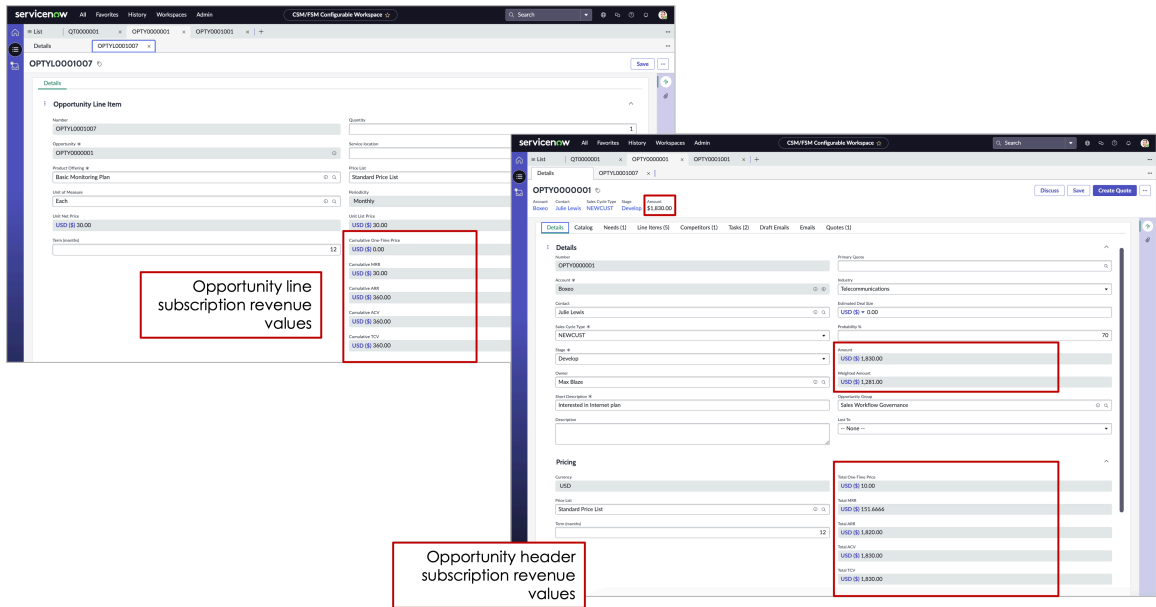 servicenow All Favorites History Workspaces Admin CSM/FSM Configurable Workspace Search
List QT0000001 × OPTY0000001 × OPTY0001001 × +
Details OPTYL0001007 ×
OPTYL0001007 Save
Details
Opportunity Line Item
Number
OPTYL0001007
Opportunity
OPTY0000001
Product Offering
Basic Monitoring Plan
Unit of Measure
Each
Unit Net Price
USD ($) 30.00
Term (months)
12
Quantity
1
Service location
Price List
Standard Price List
Periodicity
Monthly
Unit List Price
USD ($) 30.00
Cumulative One-Time Price
USD ($) 0.00
Cumulative MRR
USD ($) 30.00
Cumulative ARR
USD ($) 360.00
Cumulative ACV
USD ($) 360.00
Cumulative TCV
USD ($) 360.00
Opportunity line
subscription revenue
values
servicenow All Favorites History Workspaces Admin CSM/FSM Configurable Workspace Search
List QT0000001 × OPTY0000001 × OPTY0001001 × +
Details OPTYL0001007 ×
OPTY0000001 Discuss Save Create Quote
Account Contact Sales Cycle Type Stage Amount
Boxeo Julie Lewis NEWCUST Develop $1,830.00
Details Catalog Needs (1) Line Items (5) Competitors (1) Tasks (2) Draft Emails Emails Quotes (1)
Details
Number
OPTY0000001
Account
Boxeo
Contact
Julie Lewis
Sales Cycle Type
NEWCUST
Stage
Develop
Owner
Max Blaze
Short Description
Interested in Internet plan
Description
Primary Quote
Industry
Telecommunications
Estimated Deal Size
USD ($) 0.00
Probability %
70
Amount
USD ($) 1,830.00
Weighted Amount
USD ($) 1,281.00
Opportunity Group
Sales Workflow Governance
Lost To
-- None --
Pricing
Currency
USD
Price List
Standard Price List
Term (months)
12
Total One Time Price
USD ($) 10.00
Total MRR
USD ($) 151.6666
Total ARR
USD ($) 1,820.00
Total ACV
USD ($) 1,830.00
Total TCV
USD ($) 1,830.00
Opportunity header
subscription revenue
values